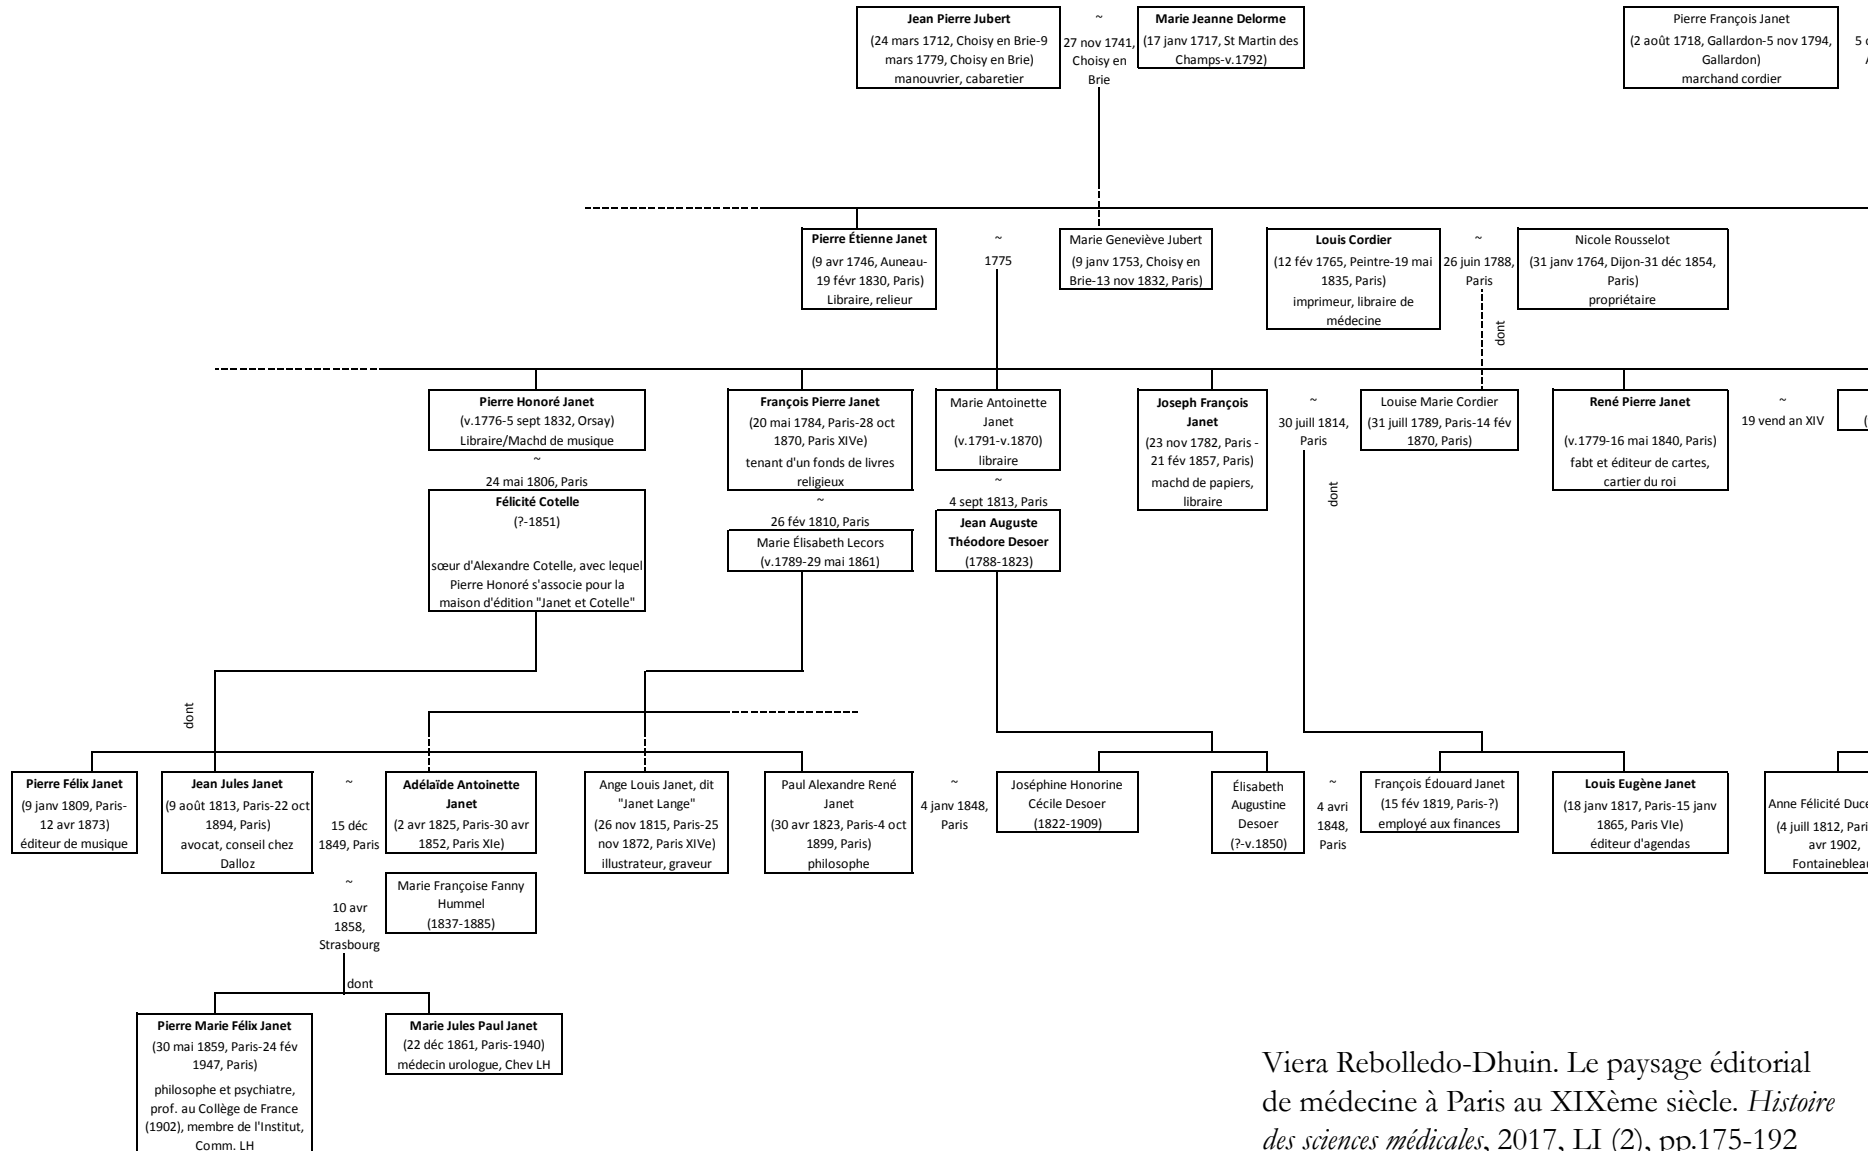 Jean Pierre Jubert
(24 mars 1712, Choisy en Brie-9
mars 1779, Choisy en Brie)
manouvrier, cabaretier
~
27 nov 1741,
Choisy en
Brie
Marie Jeanne Delorme
(17 janv 1717, St Martin des
Champs-v.1792)
Pierre François Janet
(2 août 1718, Gallardon-5 nov 1794,
Gallardon)
marchand cordier
5
Pierre Étienne Janet
(9 avr 1746, Auneau-
19 févr 1830, Paris)
Libraire, relieur
~
1775
Marie Geneviève Jubert
(9 janv 1753, Choisy en
Brie-13 nov 1832, Paris)
Louis Cordier
(12 fév 1765, Peintre-19 mai
1835, Paris)
imprimeur, libraire de
médecine
~
26 juin 1788,
Paris
dont
Nicole Rousselot
(31 janv 1764, Dijon-31 déc 1854,
Paris)
propriétaire
Pierre Honoré Janet
(v.1776-5 sept 1832, Orsay)
Libraire/Machd de musique
~
24 mai 1806, Paris
Félicité Cotelle
(?-1851)
sœur d'Alexandre Cotelle, avec lequel
Pierre Honoré s'associe pour la
maison d'édition "Janet et Cotelle"
François Pierre Janet
(20 mai 1784, Paris-28 oct
1870, Paris XIVe)
tenant d'un fonds de livres
religieux
~
26 fév 1810, Paris
Marie Élisabeth Lecors
(v.1789-29 mai 1861)
Marie Antoinette
Janet
(v.1791-v.1870)
libraire
~
4 sept 1813, Paris
Jean Auguste
Théodore Desoer
(1788-1823)
Joseph François
Janet
(23 nov 1782, Paris -
21 fév 1857, Paris)
machd de papiers,
libraire
~
30 juill 1814,
Paris
dont
Louise Marie Cordier
(31 juill 1789, Paris-14 fév
1870, Paris)
René Pierre Janet
(v.1779-16 mai 1840, Paris)
fabt et éditeur de cartes,
cartier du roi
~
19 vend an XIV
(
dont
Pierre Félix Janet
(9 janv 1809, Paris-
12 avr 1873)
éditeur de musique
Jean Jules Janet
(9 août 1813, Paris-22 oct
1894, Paris)
avocat, conseil chez
Dalloz
~
15 déc
1849, Paris
Adélaïde Antoinette
Janet
(2 avr 1825, Paris-30 avr
1852, Paris XIe)
Ange Louis Janet, dit
"Janet Lange"
(26 nov 1815, Paris-25
nov 1872, Paris XIVe)
illustrateur, graveur
Paul Alexandre René
Janet
(30 avr 1823, Paris-4 oct
1899, Paris)
philosophe
~
4 janv 1848,
Paris
Joséphine Honorine
Cécile Desoer
(1822-1909)
Élisabeth
Augustine
Desoer
(?-v.1850)
~
4 avri
1848,
Paris
François Édouard Janet
(15 fév 1819, Paris-?)
employé aux finances
Louis Eugène Janet
(18 janv 1817, Paris-15 janv
1865, Paris VIe)
éditeur d'agendas
Anne Félicité Duce
(4 juill 1812, Pari
avr 1902,
Fontainebleau
~
10 avr
1858,
Strasbourg
Marie Françoise Fanny
Hummel
(1837-1885)
dont
Pierre Marie Félix Janet
(30 mai 1859, Paris-24 fév
1947, Paris)
philosophe et psychiatre,
prof. au Collège de France
(1902), membre de l'Institut,
Comm. LH
Marie Jules Paul Janet
(22 déc 1861, Paris-1940)
médecin urologue, Chev LH
Viera Rebolledo-Dhuin. Le paysage éditorial
de médecine à Paris au XIXème siècle. Histoire
des sciences médicales, 2017, LI (2), pp.175-192